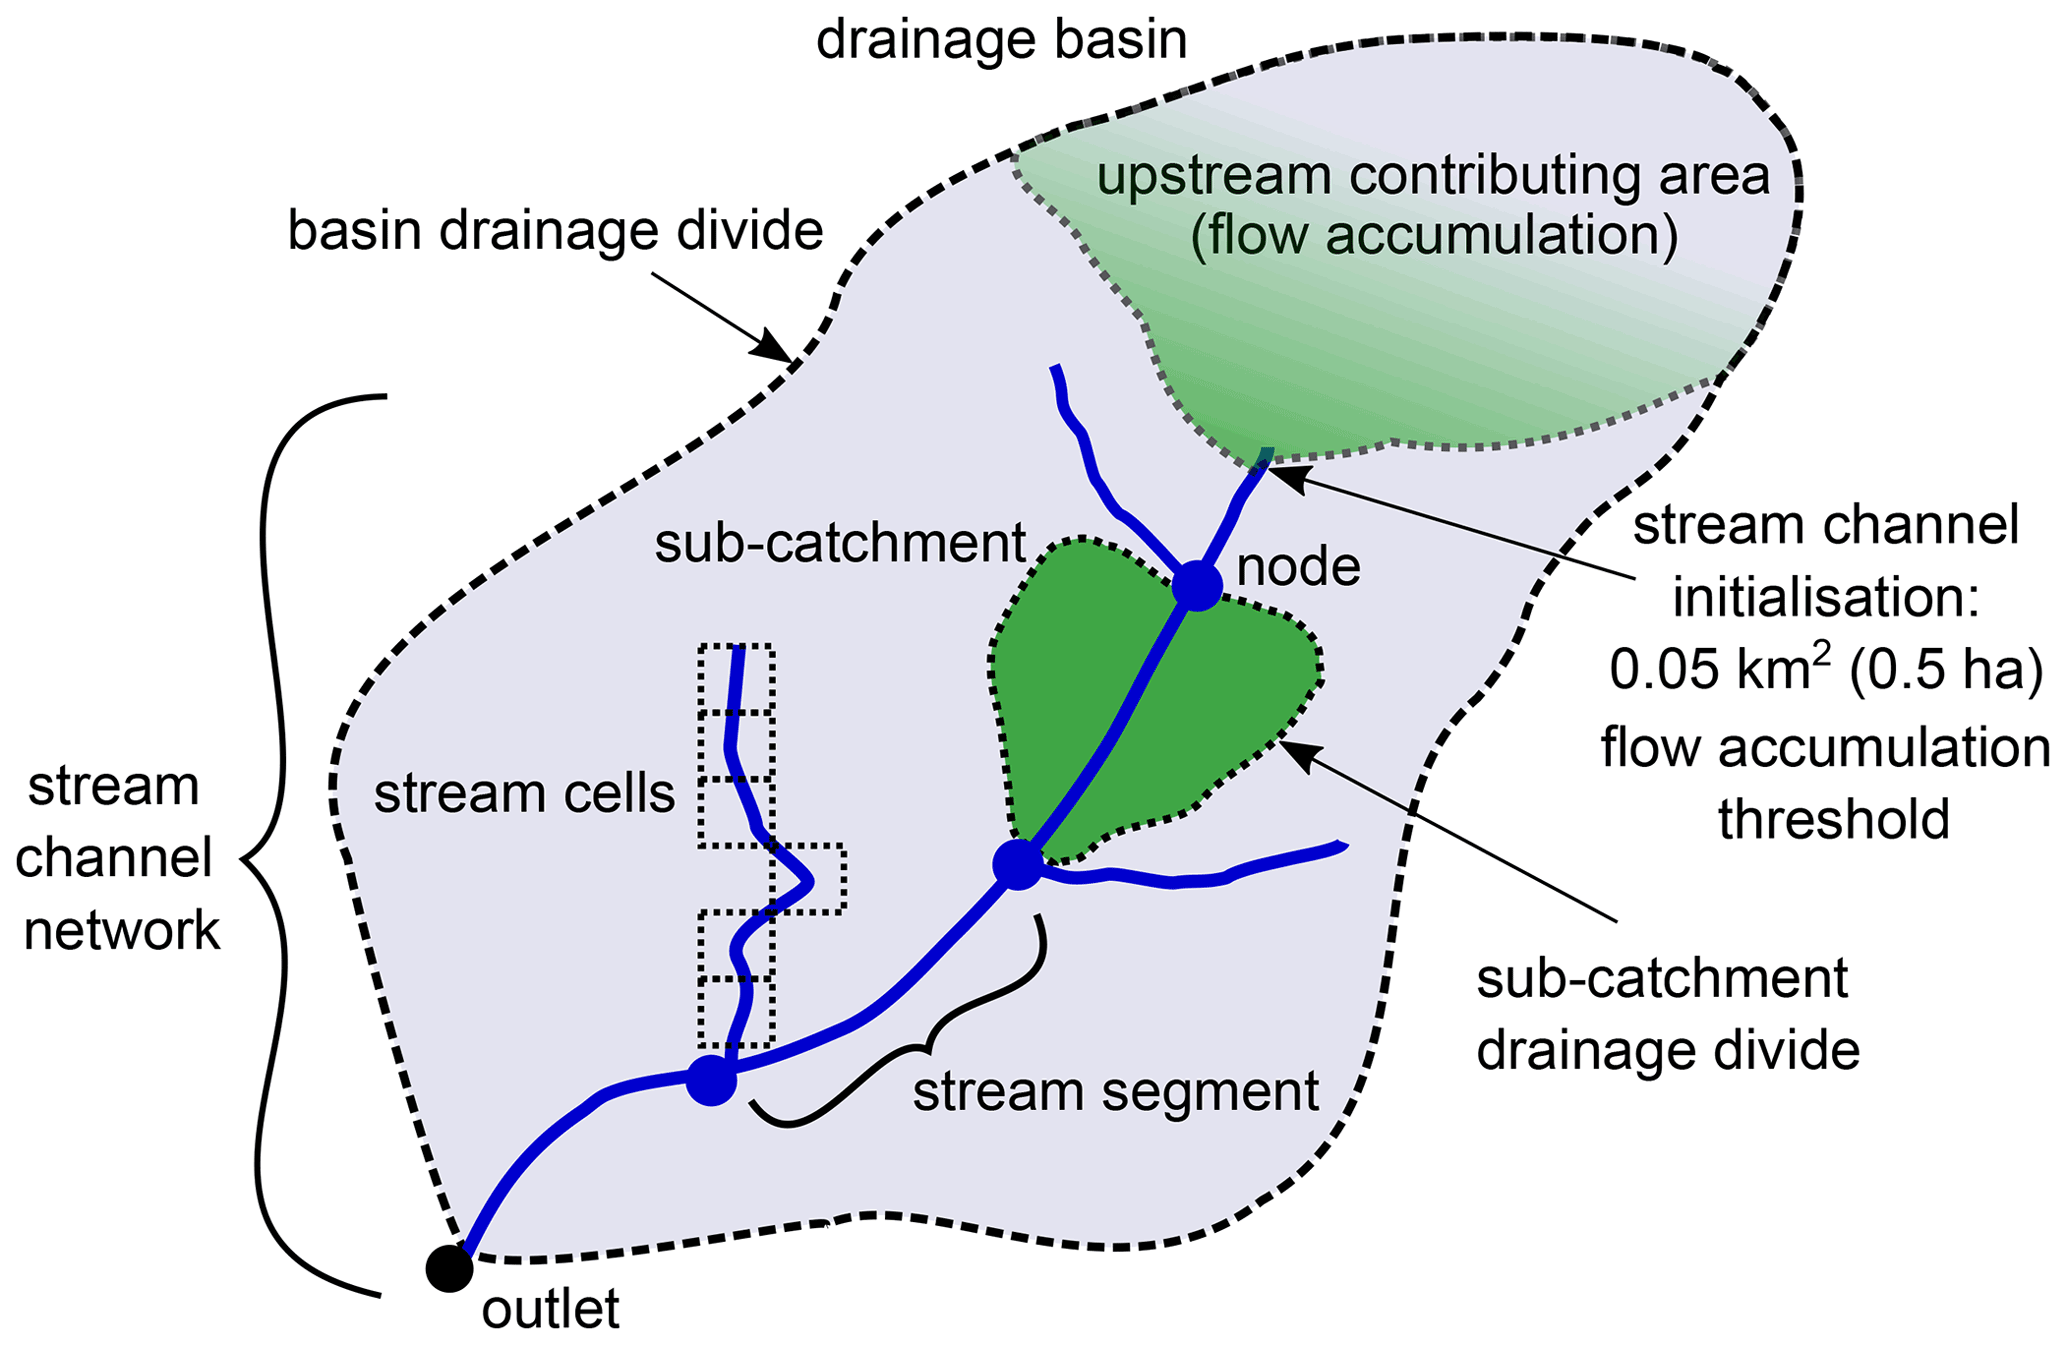 drainage basin
upstream contributing area
(flow accumulation)
basin drainage divide
sub-catchment
node
stream channel
initialisation:
0.05 km² (0.5 ha)
flow accumulation
threshold
stream cells
stream
channel
network
sub-catchment
drainage divide
stream segment
outlet